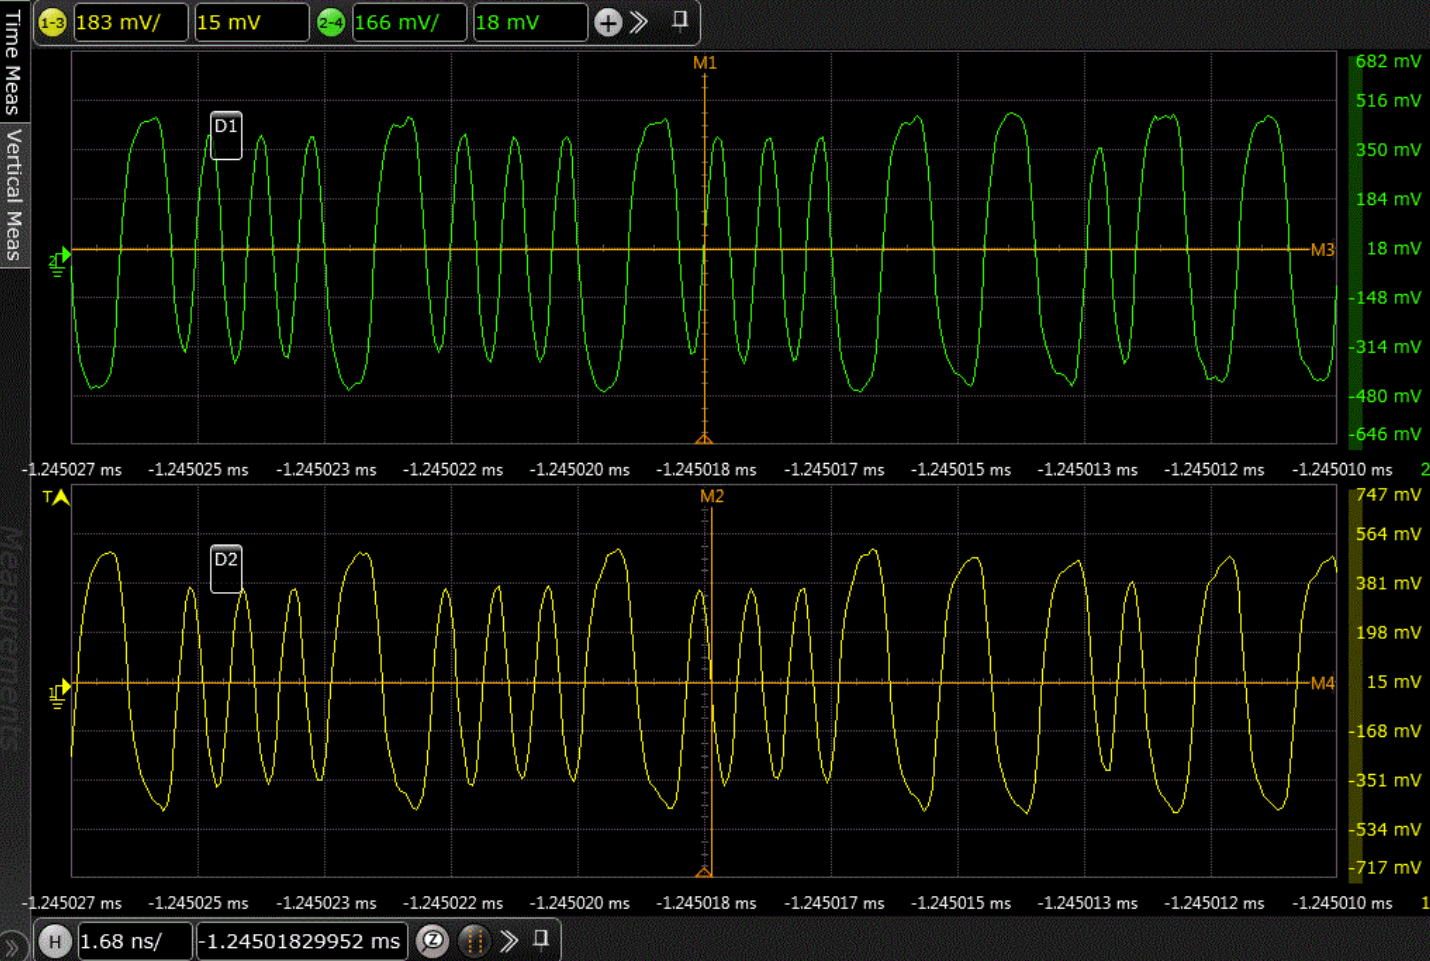 Time Meas
Vertical Meas
Measurements
1-3 183 mV/ 15 mV 2-4 166 mV/ 18 mV
M1
682 mV
516 mV
D1
350 mV
184 mV
18 mV
M3
2
-148 mV
-314 mV
-480 mV
-646 mV
-1.245027 ms -1.245025 ms -1.245023 ms -1.245022 ms -1.245020 ms -1.245018 ms -1.245017 ms -1.245015 ms -1.245013 ms -1.245012 ms -1.245010 ms 2
T
M2
747 mV
564 mV
D2
381 mV
198 mV
15 mV
M4
1
-168 mV
-351 mV
-534 mV
-717 mV
-1.245027 ms -1.245025 ms -1.245023 ms -1.245022 ms -1.245020 ms -1.245018 ms -1.245017 ms -1.245015 ms -1.245013 ms -1.245012 ms -1.245010 ms 1
H 1.68 ns/ -1.24501829952 ms Z